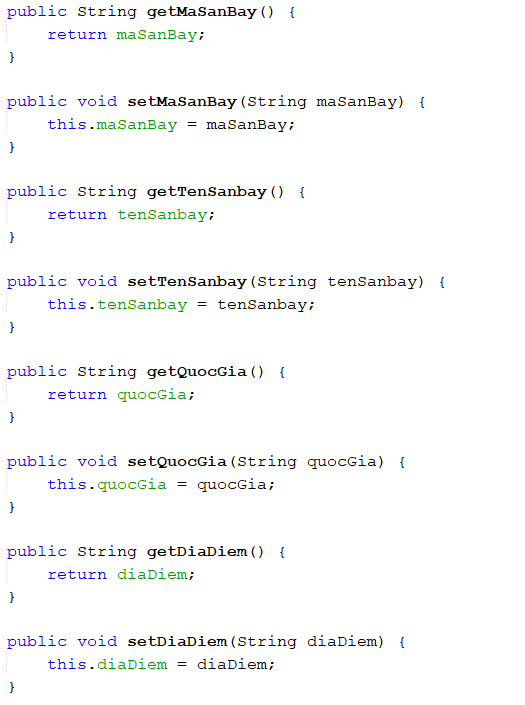 public String getMaSanBay() {
    return maSanBay;
}

public void setMaSanBay(String maSanBay) {
    this.maSanBay = maSanBay;
}

public String getTenSanbay() {
    return tenSanbay;
}

public void setTenSanbay(String tenSanbay) {
    this.tenSanbay = tenSanbay;
}

public String getQuocGia() {
    return quocGia;
}

public void setQuocGia(String quocGia) {
    this.quocGia = quocGia;
}

public String getDiaDiem() {
    return diaDiem;
}

public void setDiaDiem(String diaDiem) {
    this.diaDiem = diaDiem;
}